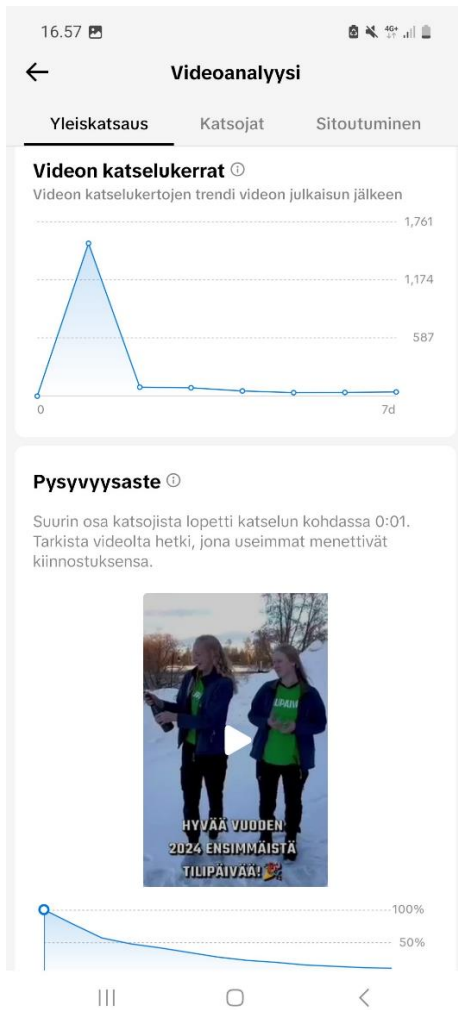 16.57
4G+
Videoanalyysi
Yleiskatsaus Katsojat Sitoutuminen
Videon katselukerrat
Videon katselukertojen trendi videon julkaisun jälkeen
1,761
1,174
587
0 7d
Pysyvyysaste
Suurin osa katsojista lopetti katselun kohdassa 0:01.
Tarkista videolta hetki, jona useimmat menettivät
kiinnostuksensa.
HYVÄÄ VUODEN
2024 ENSIMMÄISTÄ
TILIPÄIVÄÄ!
100%
50%